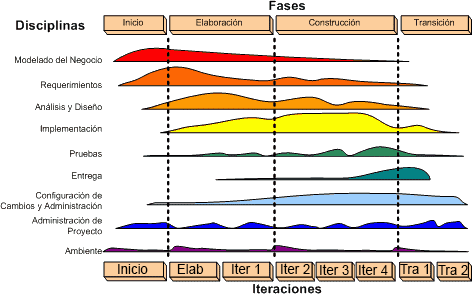 Fases
Disciplinas
Inicio
Elaboración
Construcción
Transición
Modelado del Negocio
Requerimientos
Análisis y Diseño
Implementación
Pruebas
Entrega
Configuración de
Cambios y Administración
Administración de
Proyecto
Ambiente
Inicio
Elab
Iter 1
Iter 2
Iter 3
Iter 4
Tra 1
Tra 2
Iteraciones